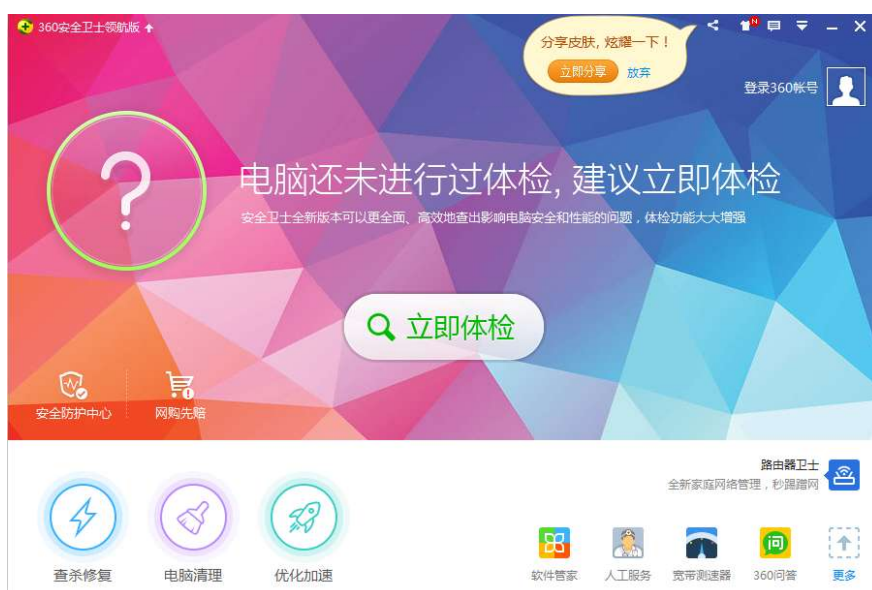 360安全卫士领航版
分享皮肤，炫耀一下！
立即分享 放弃
N
登录360帐号
?
电脑还未进行过体检, 建议立即体检
安全卫士全新版本可以更全面、高效地查出影响电脑安全和性能的问题，体检功能大大增强
立即体检
安全防护中心 网购先赔
路由器卫士
全新家庭网络管理，秒踢蹭网
查杀修复 电脑清理 优化加速
问
软件管家 人工服务 宽带测速器 360问答 更多